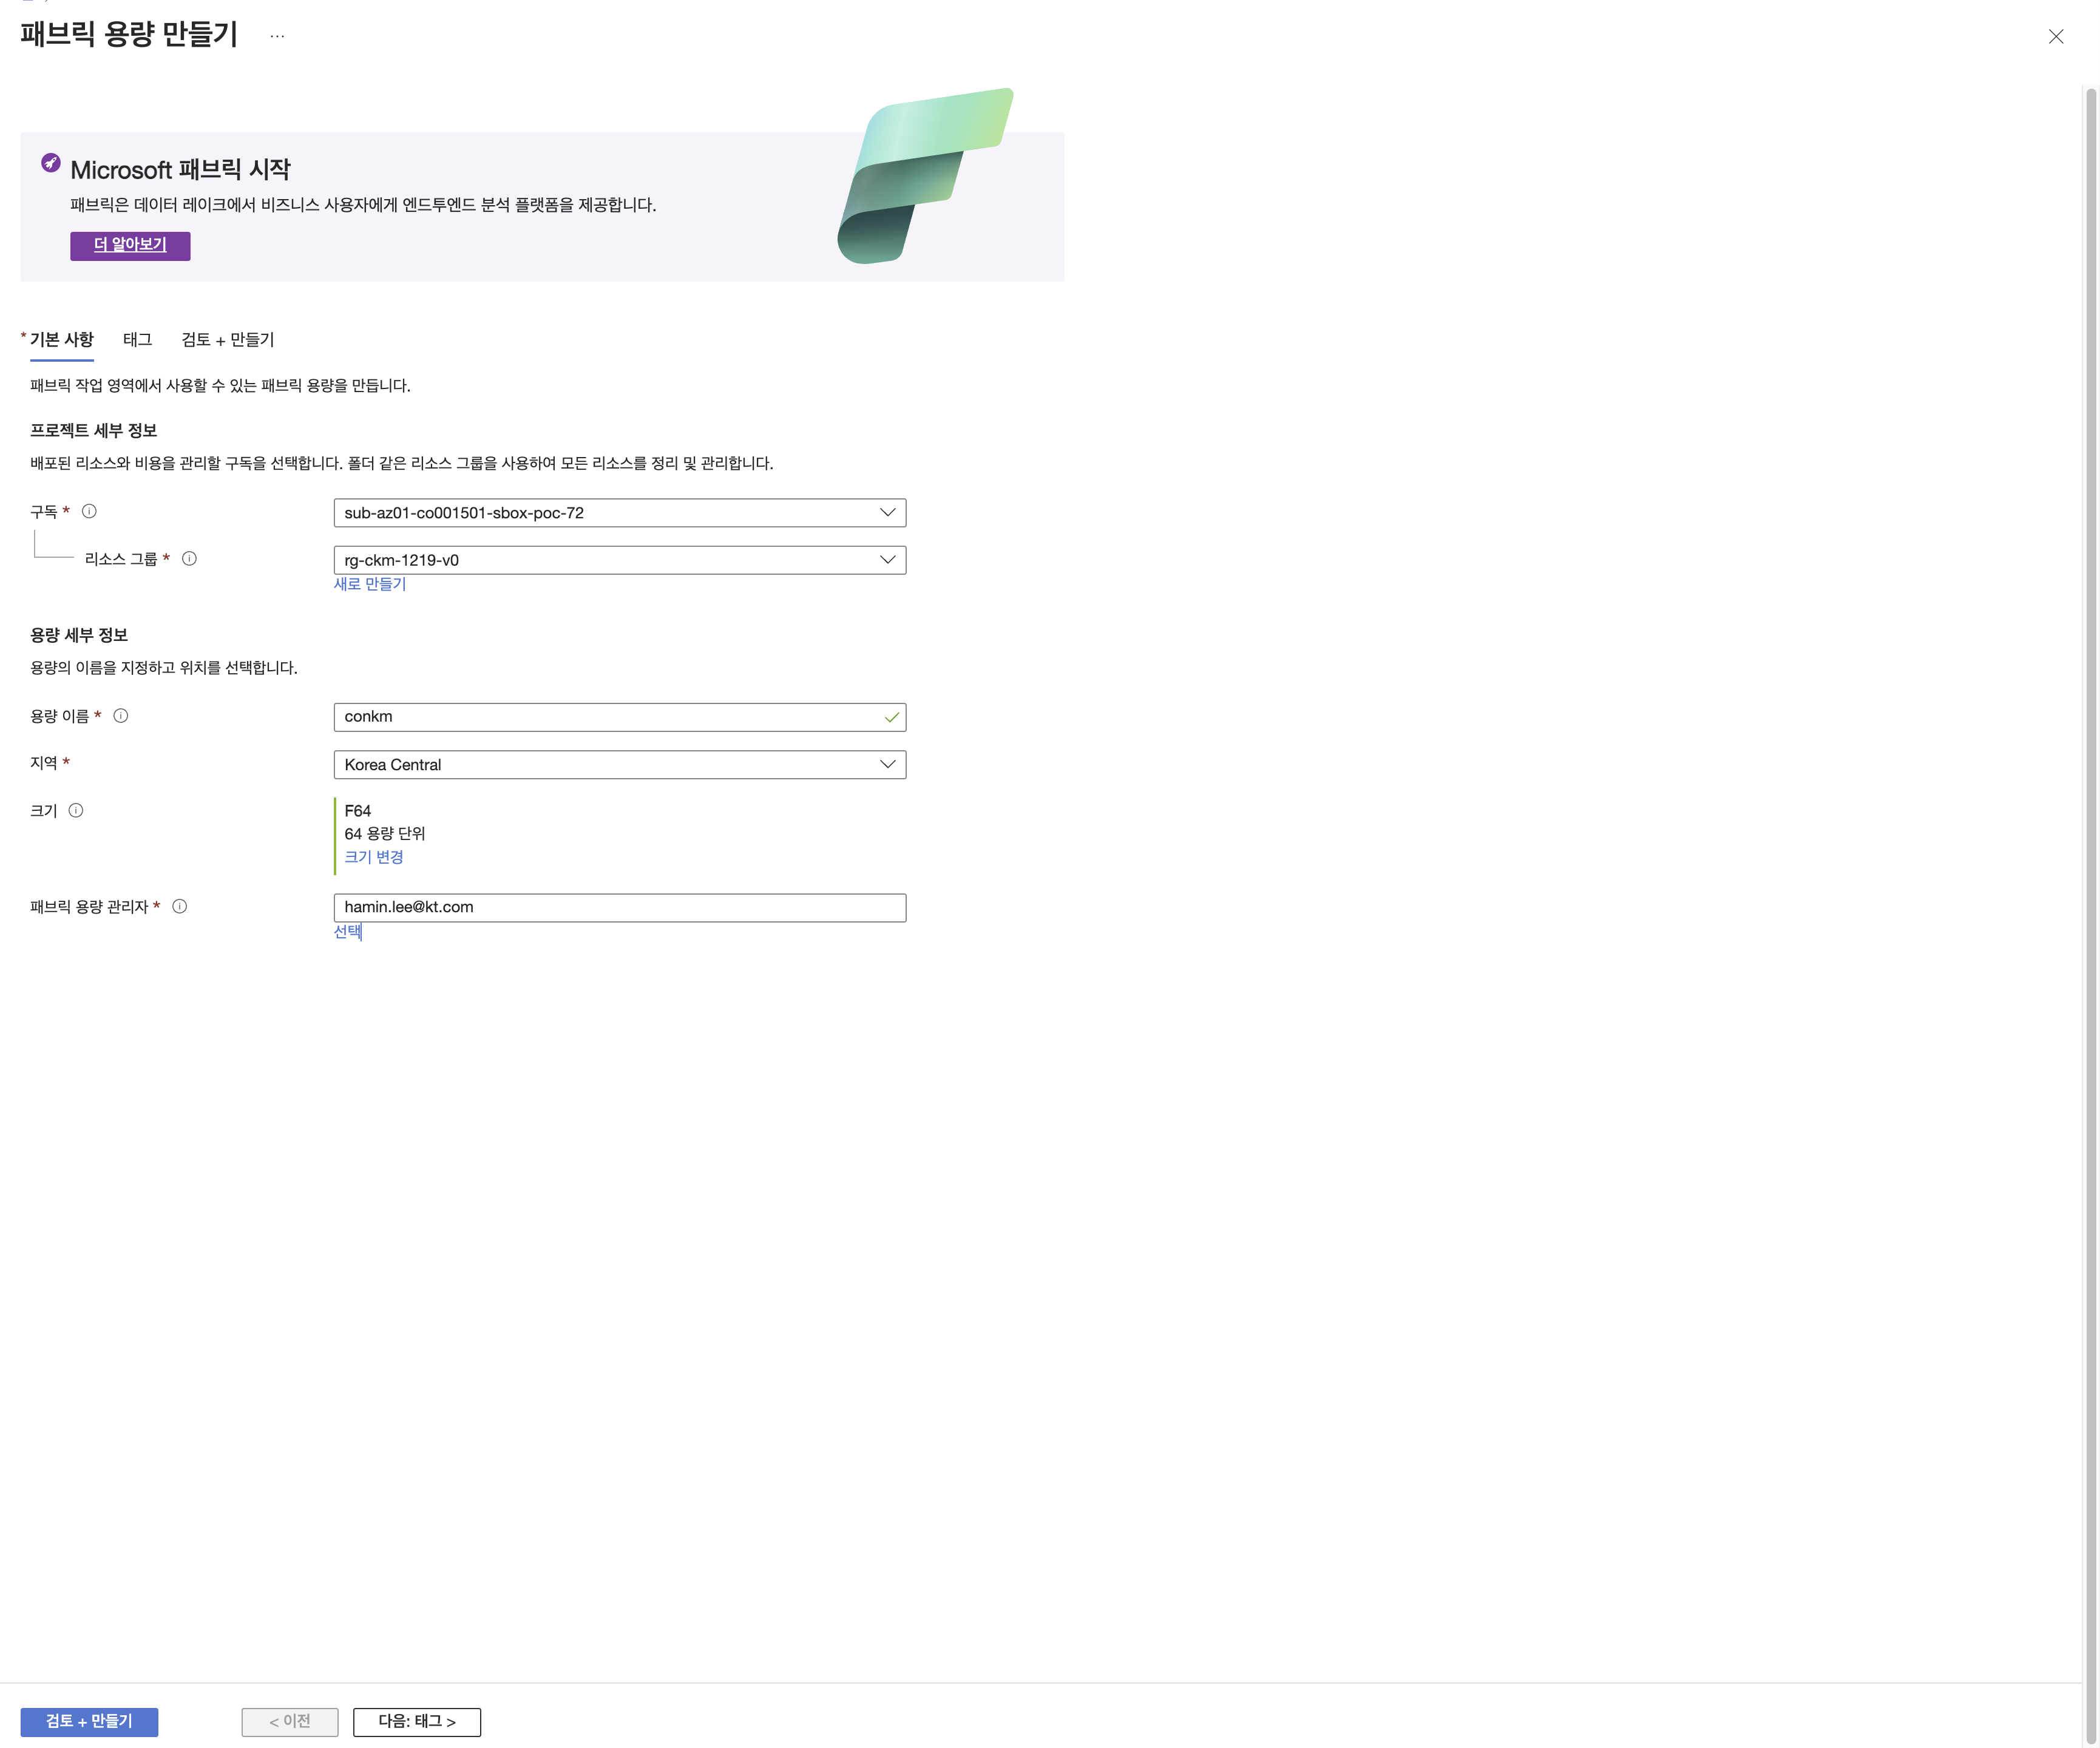 패브릭 용량 만들기 ...
Microsoft 패브릭 시작
패브릭은 데이터 레이크에서 비즈니스 사용자에게 엔드투엔드 분석 플랫폼을 제공합니다.
더 알아보기
* 기본 사항 태그 검토 + 만들기
패브릭 작업 영역에서 사용할 수 있는 패브릭 용량을 만듭니다.
프로젝트 세부 정보
배포된 리소스와 비용을 관리할 구독을 선택합니다. 폴더 같은 리소스 그룹을 사용하여 모든 리소스를 정리 및 관리합니다.
구독 * sub-az01-co001501-sbox-poc-72
리소스 그룹 * rg-ckm-1219-v0
새로 만들기
용량 세부 정보
용량의 이름을 지정하고 위치를 선택합니다.
용량 이름 * conkm
지역 * Korea Central
크기 F64
64 용량 단위
크기 변경
패브릭 용량 관리자 * hamin.lee@kt.com
선택
검토 + 만들기 < 이전 다음: 태그 >